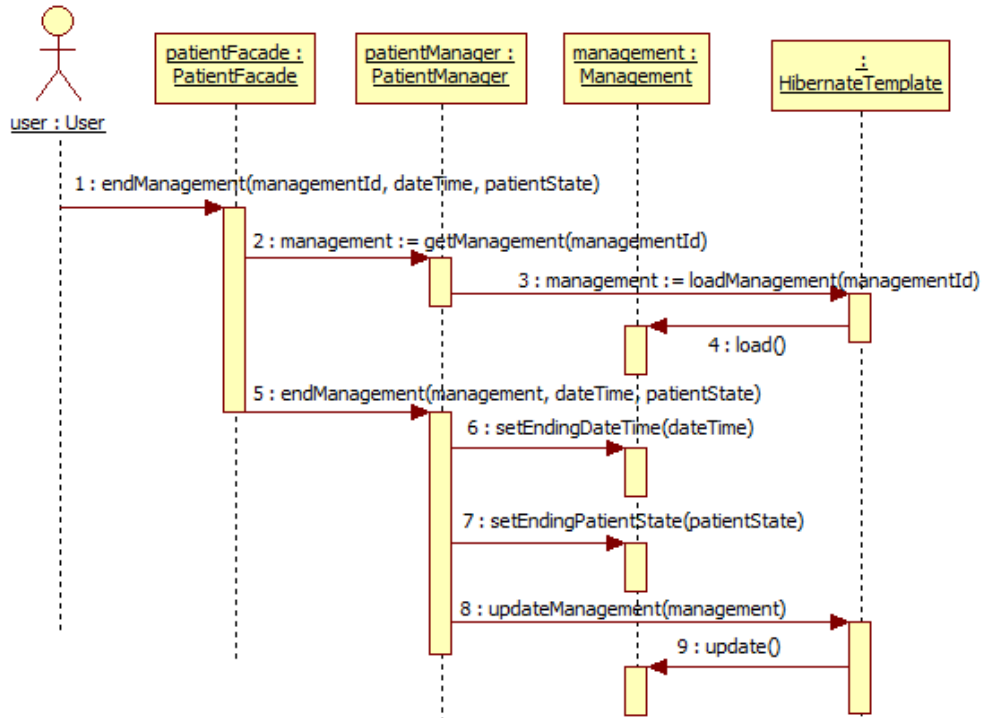 patientFacade :
PatientFacade
patientManager :
PatientManager
management :
Management
:
HibernateTemplate
user : User
1 : endManagement(managementId, dateTime, patientState)
2 : management := getManagement(managementId)
3 : management := loadManagement(managementId)
4 : load()
5 : endManagement(management, dateTime, patientState)
6 : setEndingDateTime(dateTime)
7 : setEndingPatientState(patientState)
8 : updateManagement(management)
9 : update()